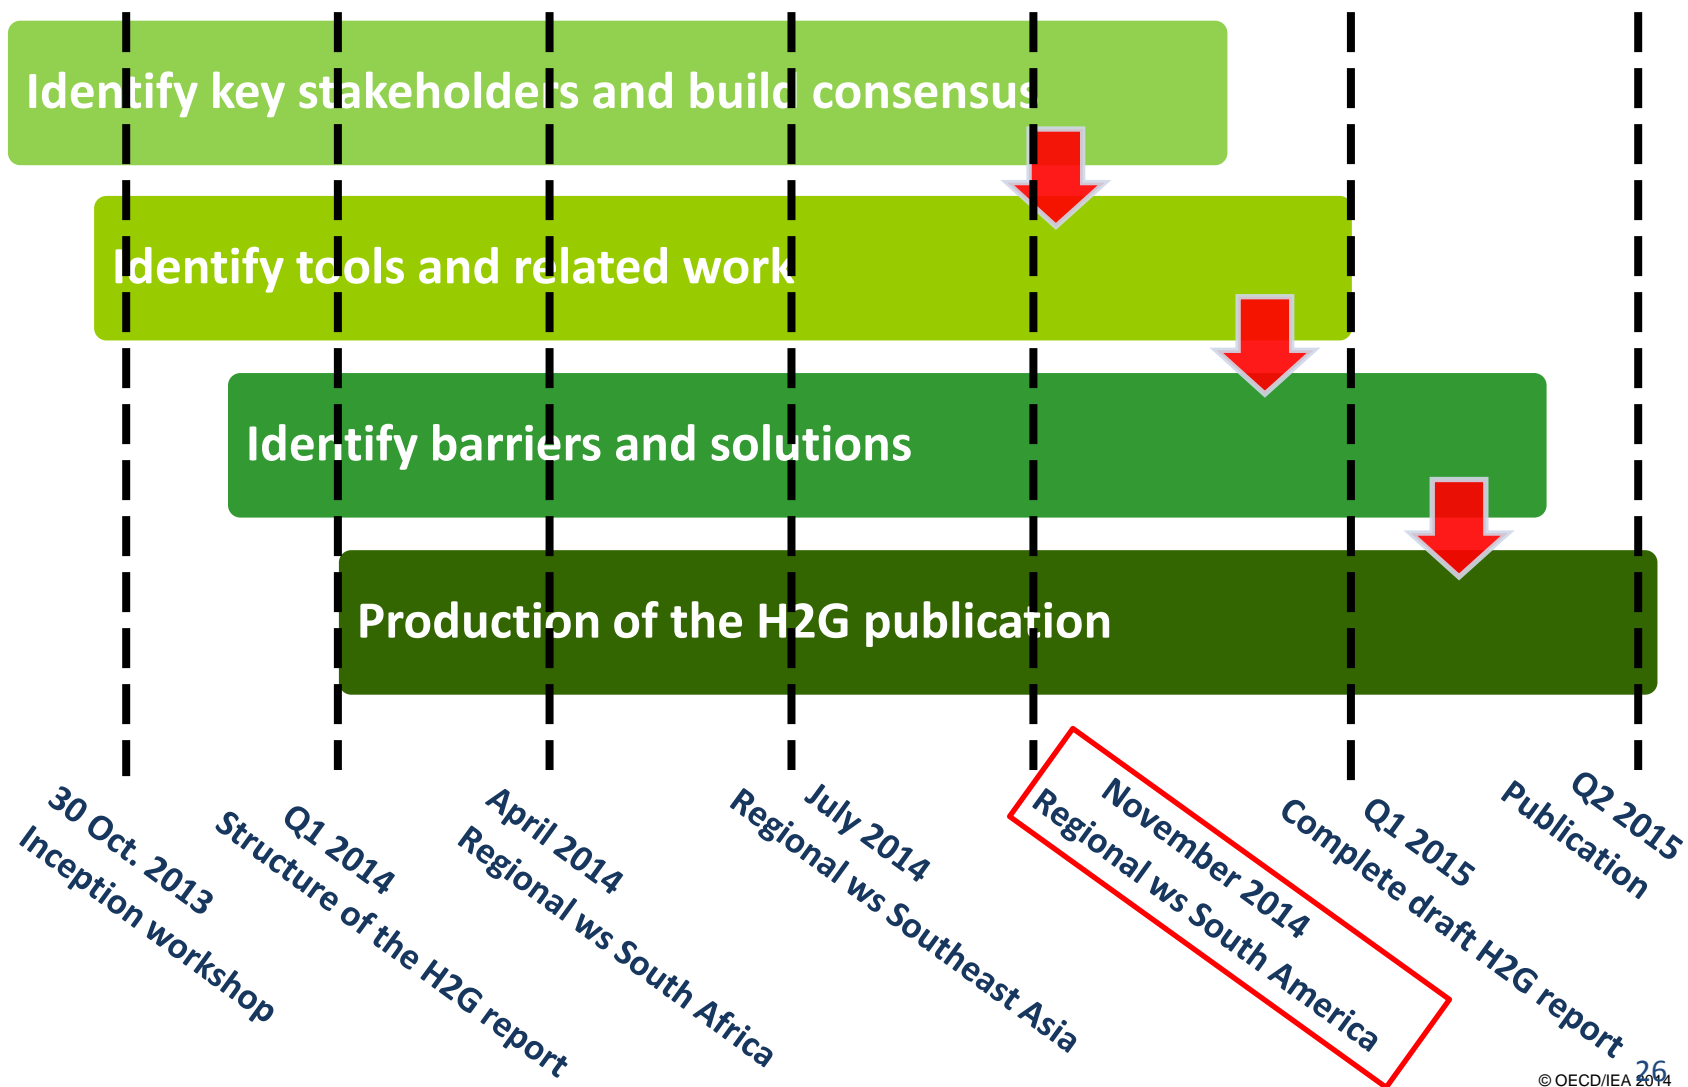 Identify key stakeholders and build consensus
Identify tools and related work
Identify barriers and solutions
Production of the H2G publication
30 Oct. 2013
Inception workshop
Q1 2014
Structure of the H2G report
April 2014
Regional ws South Africa
July 2014
Regional ws Southeast Asia
November 2014
Regional ws South America
Q1 2015
Complete draft H2G report
Q2 2015
Publication
26
© OECD/IEA 2014